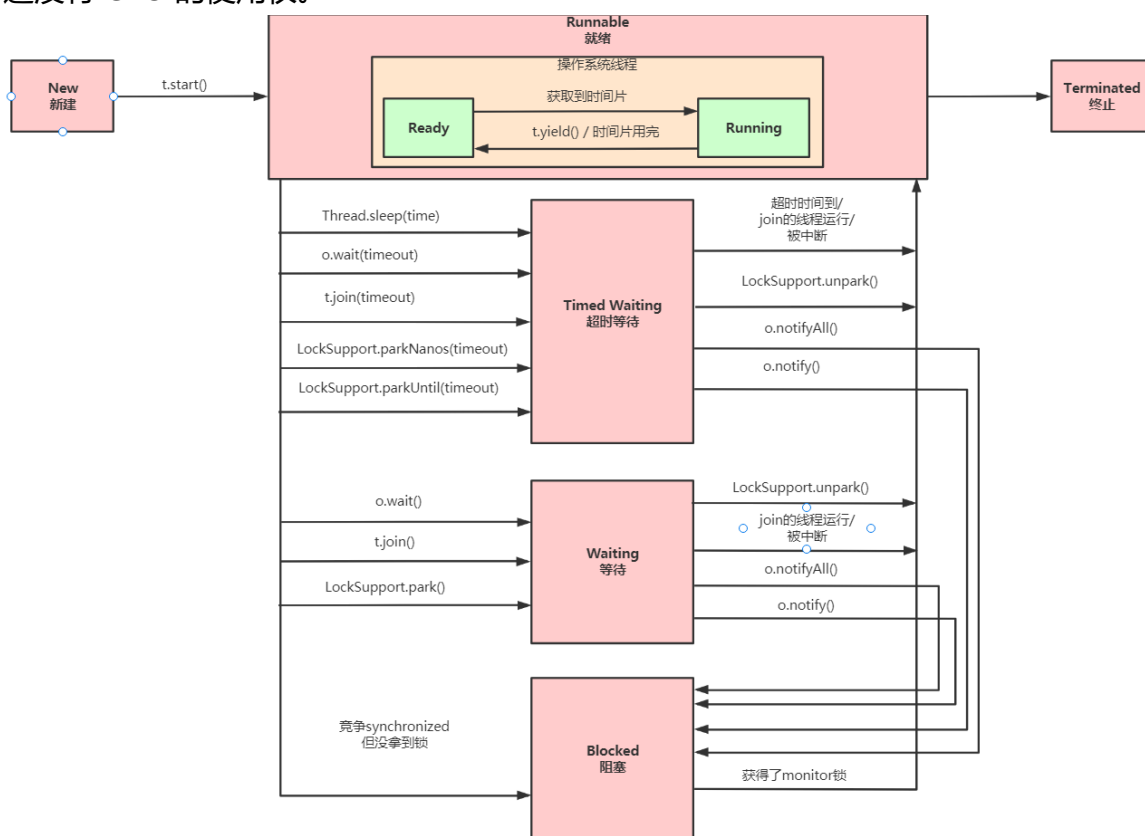 Runnable
就绪
操作系统线程
New
新建
t.start()
获取到时间片
Ready
Running
t.yield() / 时间片用完
Terminated
终止
Thread.sleep(time)
o.wait(timeout)
t.join(timeout)
LockSupport.parkNanos(timeout)
LockSupport.parkUntil(timeout)
Timed Waiting
超时等待
超时时间到/
join的线程运行/
被中断
LockSupport.unpark()
o.notifyAll()
o.notify()
o.wait()
t.join()
LockSupport.park()
Waiting
等待
LockSupport.unpark()
join的线程运行/
被中断
o.notifyAll()
o.notify()
竞争synchronized
但没拿到锁
Blocked
阻塞
获得了monitor锁